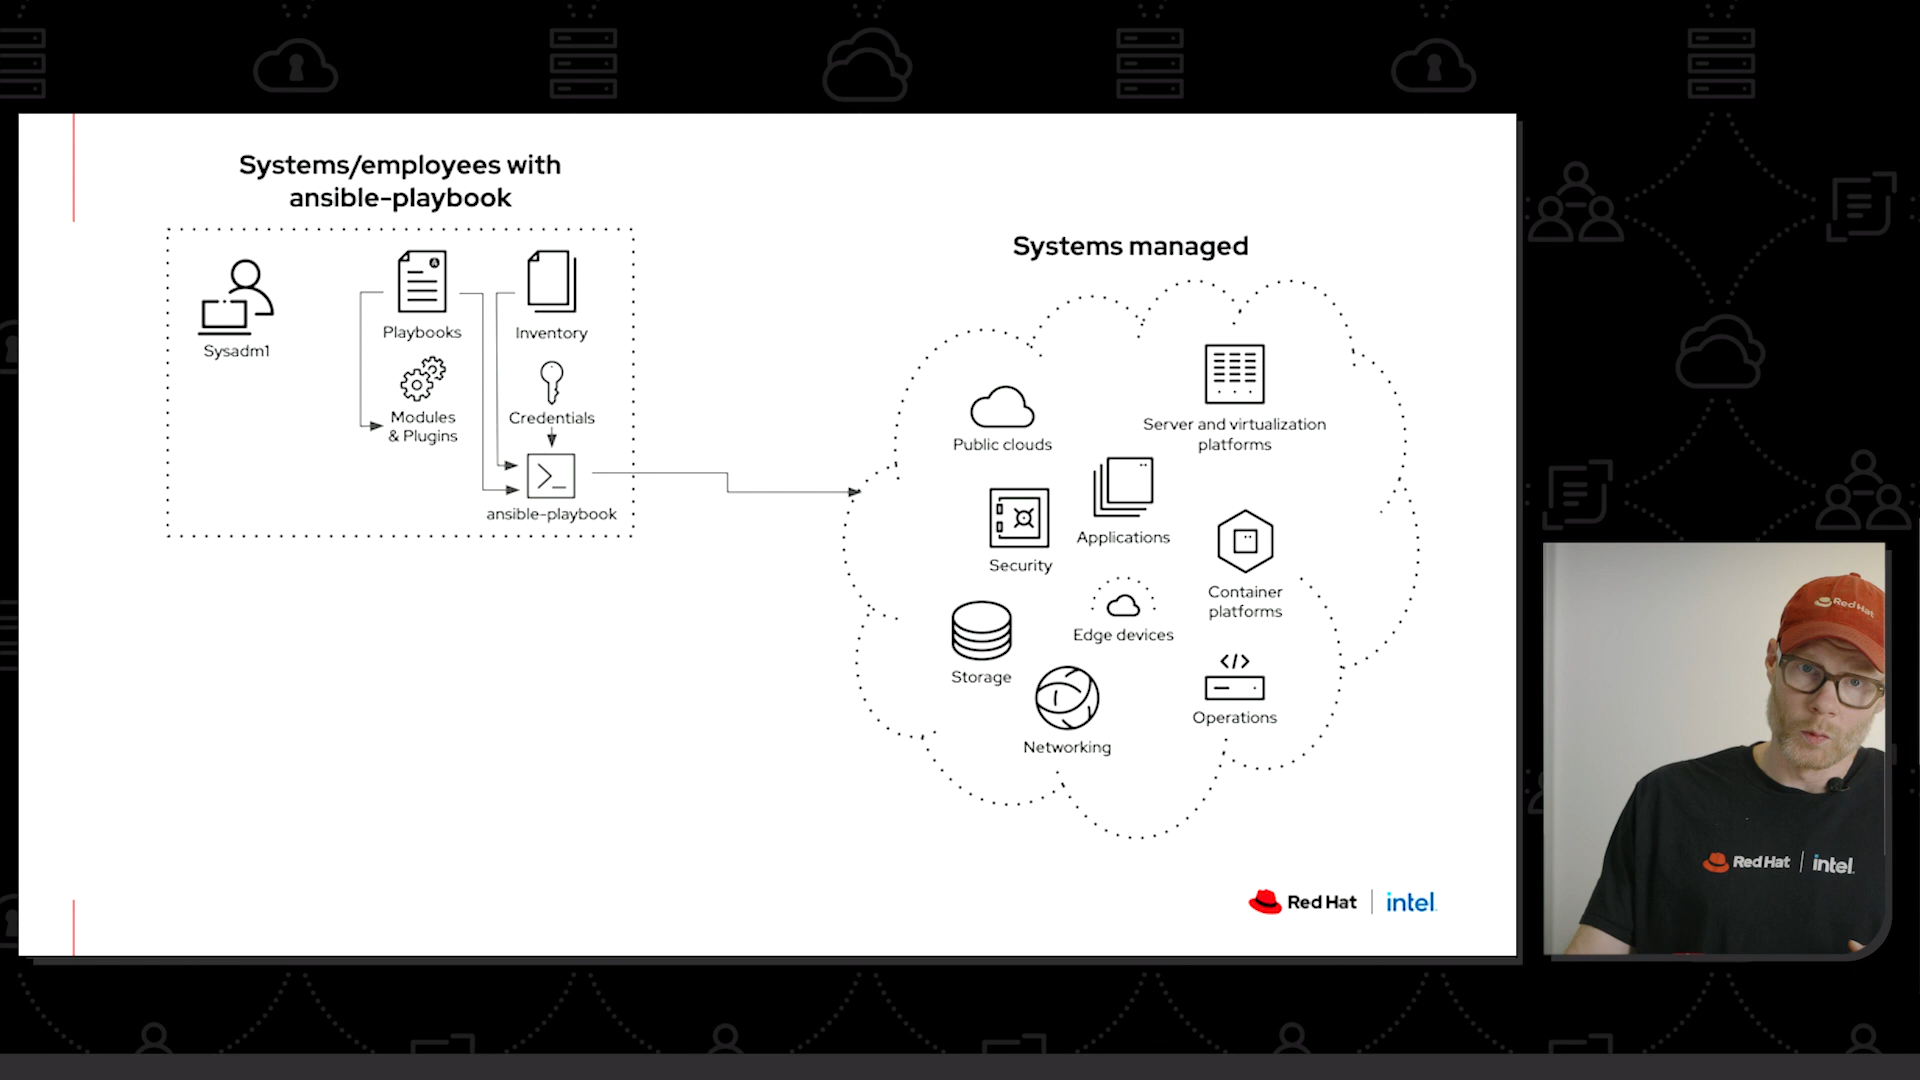 Systems/employees with
ansible-playbook
Sysadm1
Playbooks
Inventory
Modules
& Plugins
Credentials
ansible-playbook
Systems managed
Public clouds
Server and virtualization
platforms
Security
Applications
Container
platforms
Edge devices
Storage
Operations
Networking
Red Hat | intel.
Red Hat
Red Hat | intel.